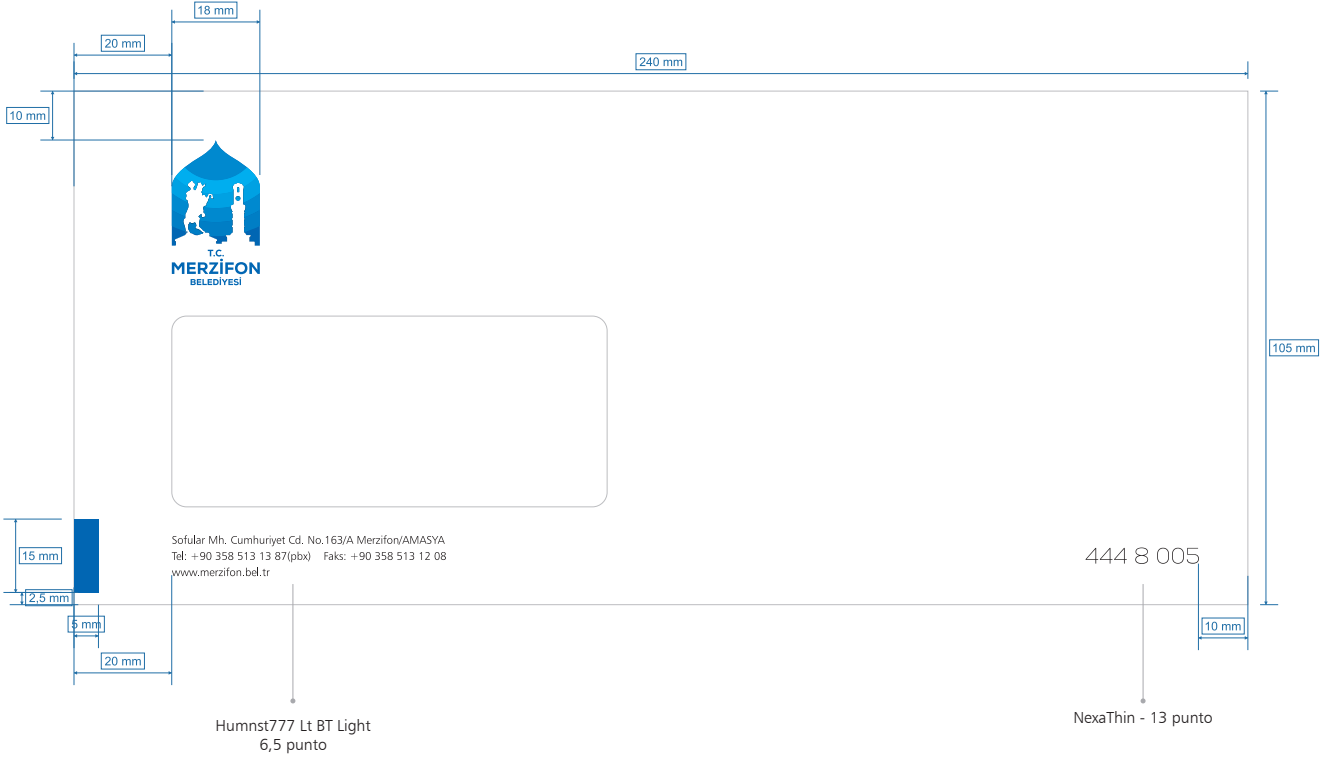 18 mm
20 mm
240 mm
10 mm
T.C.
MERZİFON
BELEDİYESİ
105 mm
Sofular Mh. Cumhuriyet Cd. No.163/A Merzifon/AMASYA
Tel: +90 358 513 13 87(pbx) Faks: +90 358 513 12 08
www.merzifon.bel.tr
444 8 005
15 mm
2,5 mm
5 mm
10 mm
20 mm
Humnst777 Lt BT Light
6,5 punto
NexaThin - 13 punto